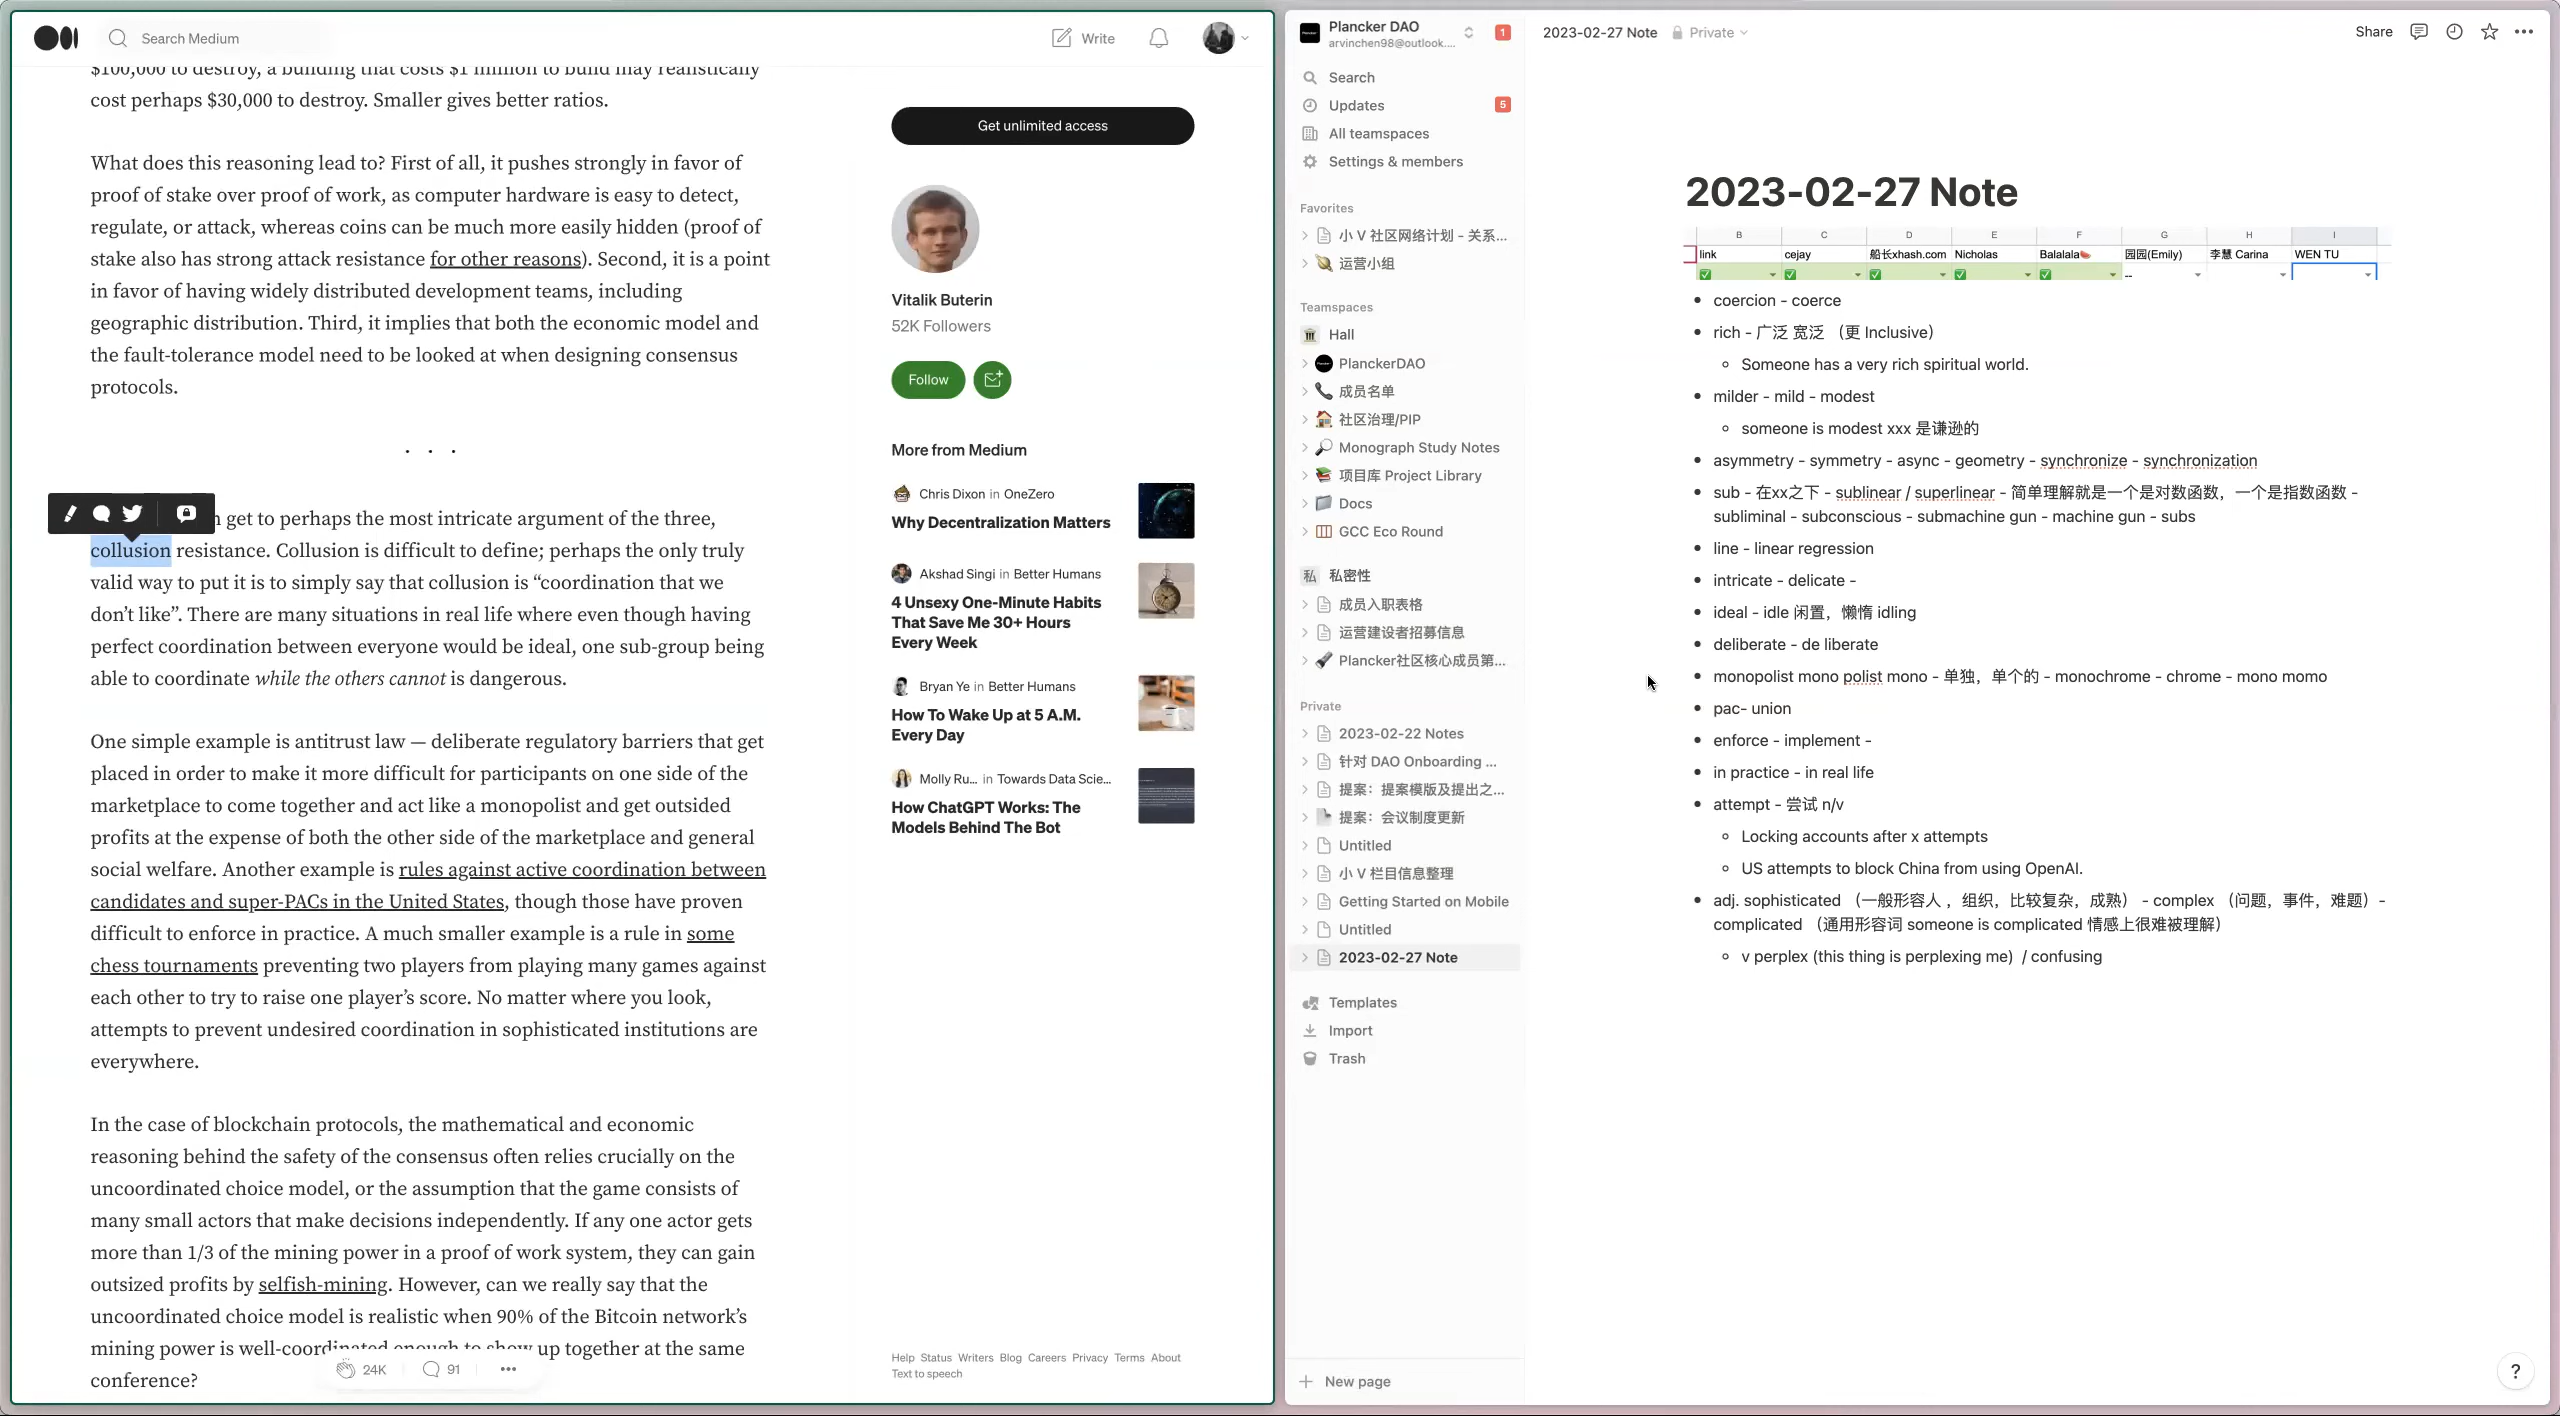 Search Medium
Write
$100,000 to destroy, a building that costs $1 million to build may realistically
cost perhaps $30,000 to destroy. Smaller gives better ratios.
What does this reasoning lead to? First of all, it pushes strongly in favor of
proof of stake over proof of work, as computer hardware is easy to detect,
regulate, or attack, whereas coins can be much more easily hidden (proof of
stake also has strong attack resistance for other reasons). Second, it is a point
in favor of having widely distributed development teams, including
geographic distribution. Third, it implies that both the economic model and
the fault-tolerance model need to be looked at when designing consensus
protocols.
. . .
get to perhaps the most intricate argument of the three,
collusion resistance. Collusion is difficult to define; perhaps the only truly
valid way to put it is to simply say that collusion is “coordination that we
don’t like”. There are many situations in real life where even though having
perfect coordination between everyone would be ideal, one sub-group being
able to coordinate while the others cannot is dangerous.
One simple example is antitrust law — deliberate regulatory barriers that get
placed in order to make it more difficult for participants on one side of the
marketplace to come together and act like a monopolist and get outsided
profits at the expense of both the other side of the marketplace and general
social welfare. Another example is rules against active coordination between
candidates and super-PACs in the United States, though those have proven
difficult to enforce in practice. A much smaller example is a rule in some
chess tournaments preventing two players from playing many games against
each other to try to raise one player’s score. No matter where you look,
attempts to prevent undesired coordination in sophisticated institutions are
everywhere.
In the case of blockchain protocols, the mathematical and economic
reasoning behind the safety of the consensus often relies crucially on the
uncoordinated choice model, or the assumption that the game consists of
many small actors that make decisions independently. If any one actor gets
more than 1/3 of the mining power in a proof of work system, they can gain
outsized profits by selfish-mining. However, can we really say that the
uncoordinated choice model is realistic when 90% of the Bitcoin network’s
mining power is well-coordinated enough to show up together at the same
conference?
24K
91
Get unlimited access
Vitalik Buterin
52K Followers
Follow
More from Medium
Chris Dixon in OneZero
Why Decentralization Matters
Akshad Singi in Better Humans
4 Unsexy One-Minute Habits
That Save Me 30+ Hours
Every Week
Bryan Ye in Better Humans
How To Wake Up at 5 A.M.
Every Day
Molly Ru... in Towards Data Scie...
How ChatGPT Works: The
Models Behind The Bot
Help Status Writers Blog Careers Privacy Terms About
Text to speech
Plancker DAO
arvinchen98@outlook....
1
Search
Updates
5
All teamspaces
Settings & members
Favorites
小 V 社区网络计划 - 关系...
运营小组
Teamspaces
Hall
PlanckerDAO
成员名单
社区治理/PIP
Monograph Study Notes
项目库 Project Library
Docs
GCC Eco Round
私 私密性
成员入职表格
运营建设者招募信息
Plancker社区核心成员第...
Private
2023-02-22 Notes
针对 DAO Onboarding ...
提案：提案模版及提出之...
提案：会议制度更新
Untitled
小 V 栏目信息整理
Getting Started on Mobile
Untitled
2023-02-27 Note
Templates
Import
Trash
New page
2023-02-27 Note
Private
Share
2023-02-27 Note
B C D E F G H I
link cejay 船长xhash.com Nicholas Balalala🍉 园园(Emily) 李慧 Carina WEN TU
--
• coercion - coerce
• rich - 广泛 宽泛 （更 Inclusive）
◦ Someone has a very rich spiritual world.
• milder - mild - modest
◦ someone is modest xxx 是谦逊的
• asymmetry - symmetry - async - geometry - synchronize - synchronization
• sub - 在xx之下 - sublinear / superlinear - 简单理解就是一个是对数函数，一个是指数函数 -
subliminal - subconscious - submachine gun - machine gun - subs
• line - linear regression
• intricate - delicate -
• ideal - idle 闲置，懒惰 idling
• deliberate - de liberate
• monopolist mono polist mono - 单独，单个的 - monochrome - chrome - mono momo
• pac- union
• enforce - implement -
• in practice - in real life
• attempt - 尝试 n/v
◦ Locking accounts after x attempts
◦ US attempts to block China from using OpenAI.
• adj. sophisticated （一般形容人 ，组织，比较复杂，成熟） - complex （问题，事件，难题）-
complicated （通用形容词 someone is complicated 情感上很难被理解）
◦ v perplex (this thing is perplexing me) / confusing
?